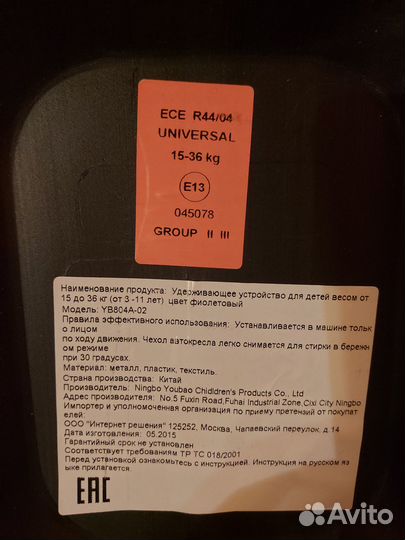 ECE R44/04
UNIVERSAL
15-36 kg
E13
045078
GROUP II III
Наименование продукта: Удерживающее устройство для детей весом от
15 до 36 кг (от 3 -11 лет) цвет фиолетовый
Модель: YB804A-02
Правила эффективного использования: Устанавливается в машине тольк
о лицом
по ходу движения. Чехол автокресла легко снимается для стирки в бережн
ом режиме
при 30 градусах.
Материал: металл, пластик, текстиль.
Страна производства: Китай
Производитель: Ningbo Youbao Chidldren's Products Co., Ltd
Адрес производителя: No.5 Fuxin Road,Fuhai Industrial Zone,Cixi City Ningbo
Импортер и уполномоченная организация по приему претензий от покупат
елей:
ООО "Интернет решения" 125252, Москва, Чапаевский переулок, д.14
Дата изготовления: 05.2015
Гарантийный срок не установлен
Соответствует требованиям ТР ТС 018/2001
Перед установкой ознакомьтесь с инструкцией. Инструкция на русском яз
ыке прилагается.
EAC
Avito